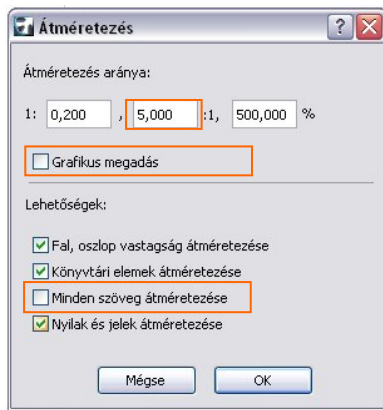 Átméretezés
Átméretezés aránya:
1: 0,200 , 5,000 :1, 500,000 %
Grafikus megadás
Lehetőségek:
Fal, oszlop vastagság átméretezése
Könyvtári elemek átméretezése
Minden szöveg átméretezése
Nyilak és jelek átméretezése
Mégse OK